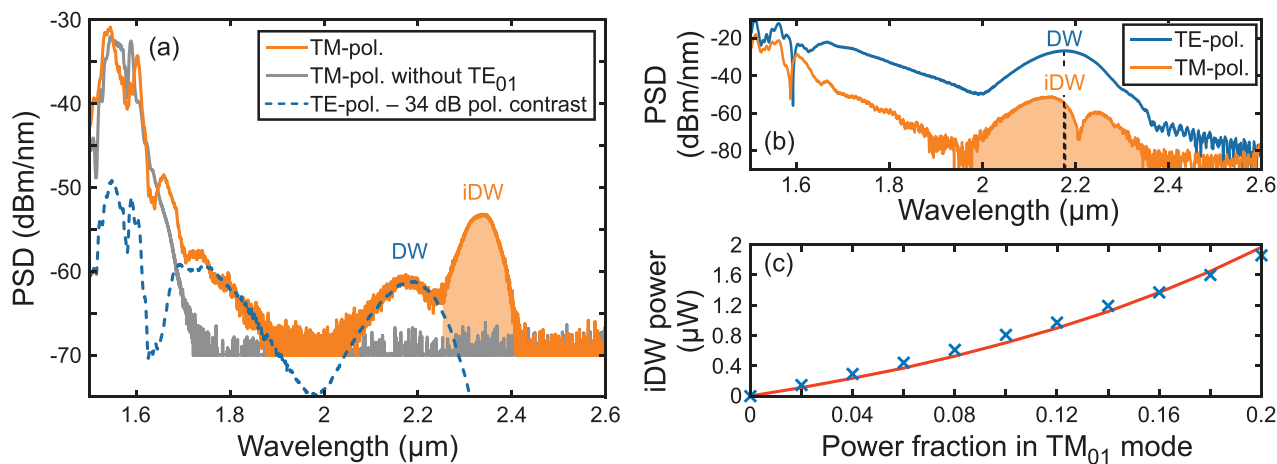 (a)
TM-pol.
TM-pol. without TE01
TE-pol. – 34 dB pol. contrast
DW
iDW
-30
-40
-50
-60
-70
PSD (dBm/nm)
1.6 1.8 2 2.2 2.4 2.6
Wavelength (µm)
(b)
TE-pol.
TM-pol.
DW
iDW
-20
-40
-60
-80
PSD
(dBm/nm)
1.6 1.8 2 2.2 2.4 2.6
Wavelength (µm)
(c)
2
1.6
1.2
0.8
0.4
0
iDW power
(µW)
0 0.04 0.08 0.12 0.16 0.2
Power fraction in TM01 mode